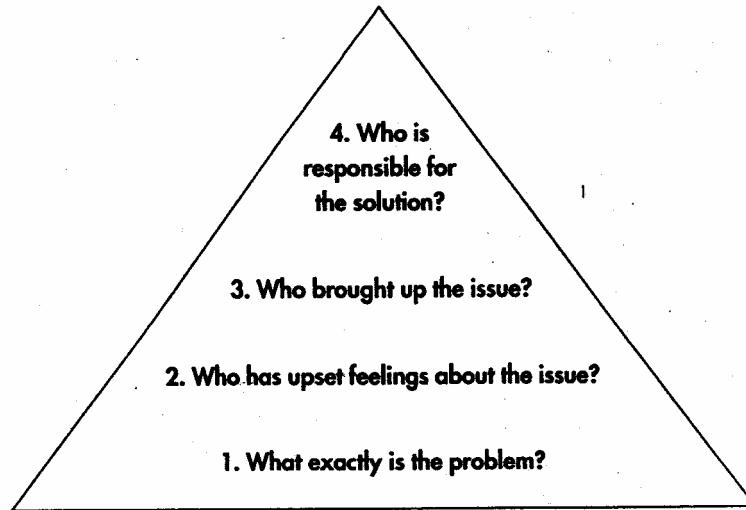 4. Who is
responsible for
the solution?
3. Who brought up the issue?
2. Who has upset feelings about the issue?
1. What exactly is the problem?